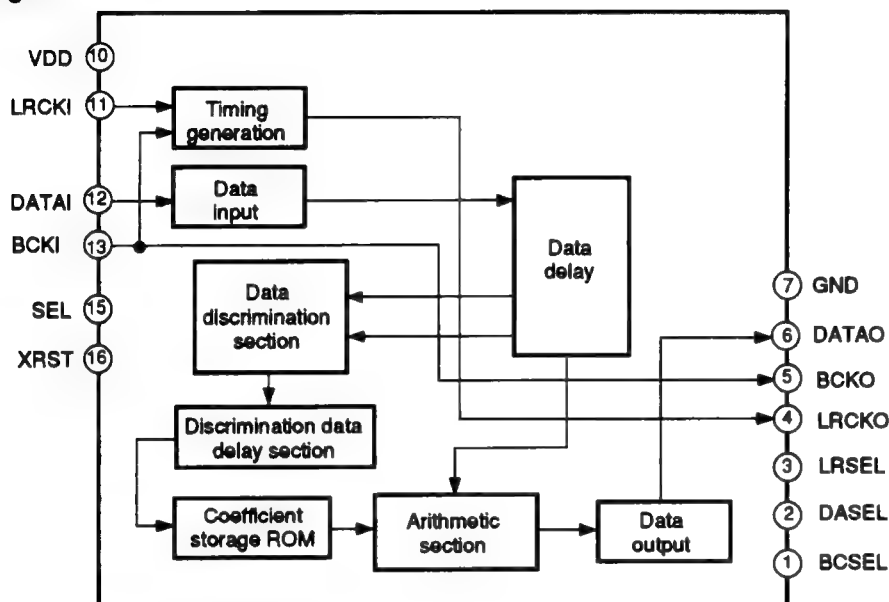 VDD 10
LRCKI 11
Timing
generation
DATAI 12
Data
input
BCKI 13
Data
delay
SEL 15
Data
discrimination
section
XRST 16
7 GND
6 DATAO
5 BCKO
4 LRCKO
3 LRSEL
2 DASEL
1 BCSEL
Discrimination data
delay section
Coefficient
storage ROM
Arithmetic
section
Data
output